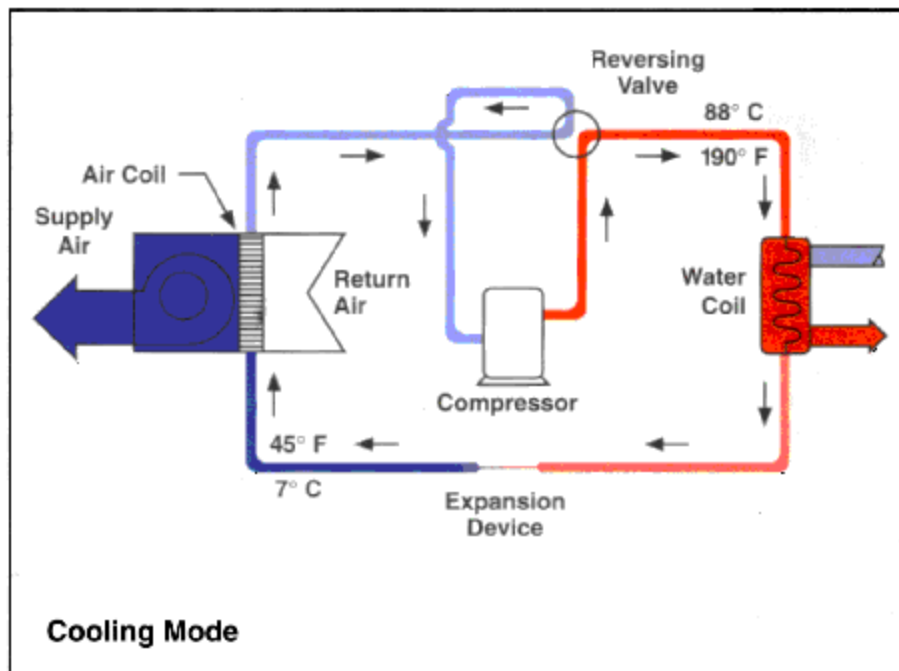 Reversing
Valve
88° C
190° F
Air Coil
Supply
Air
Return
Air
Water
Coil
Compressor
45° F
7° C
Expansion
Device
Cooling Mode